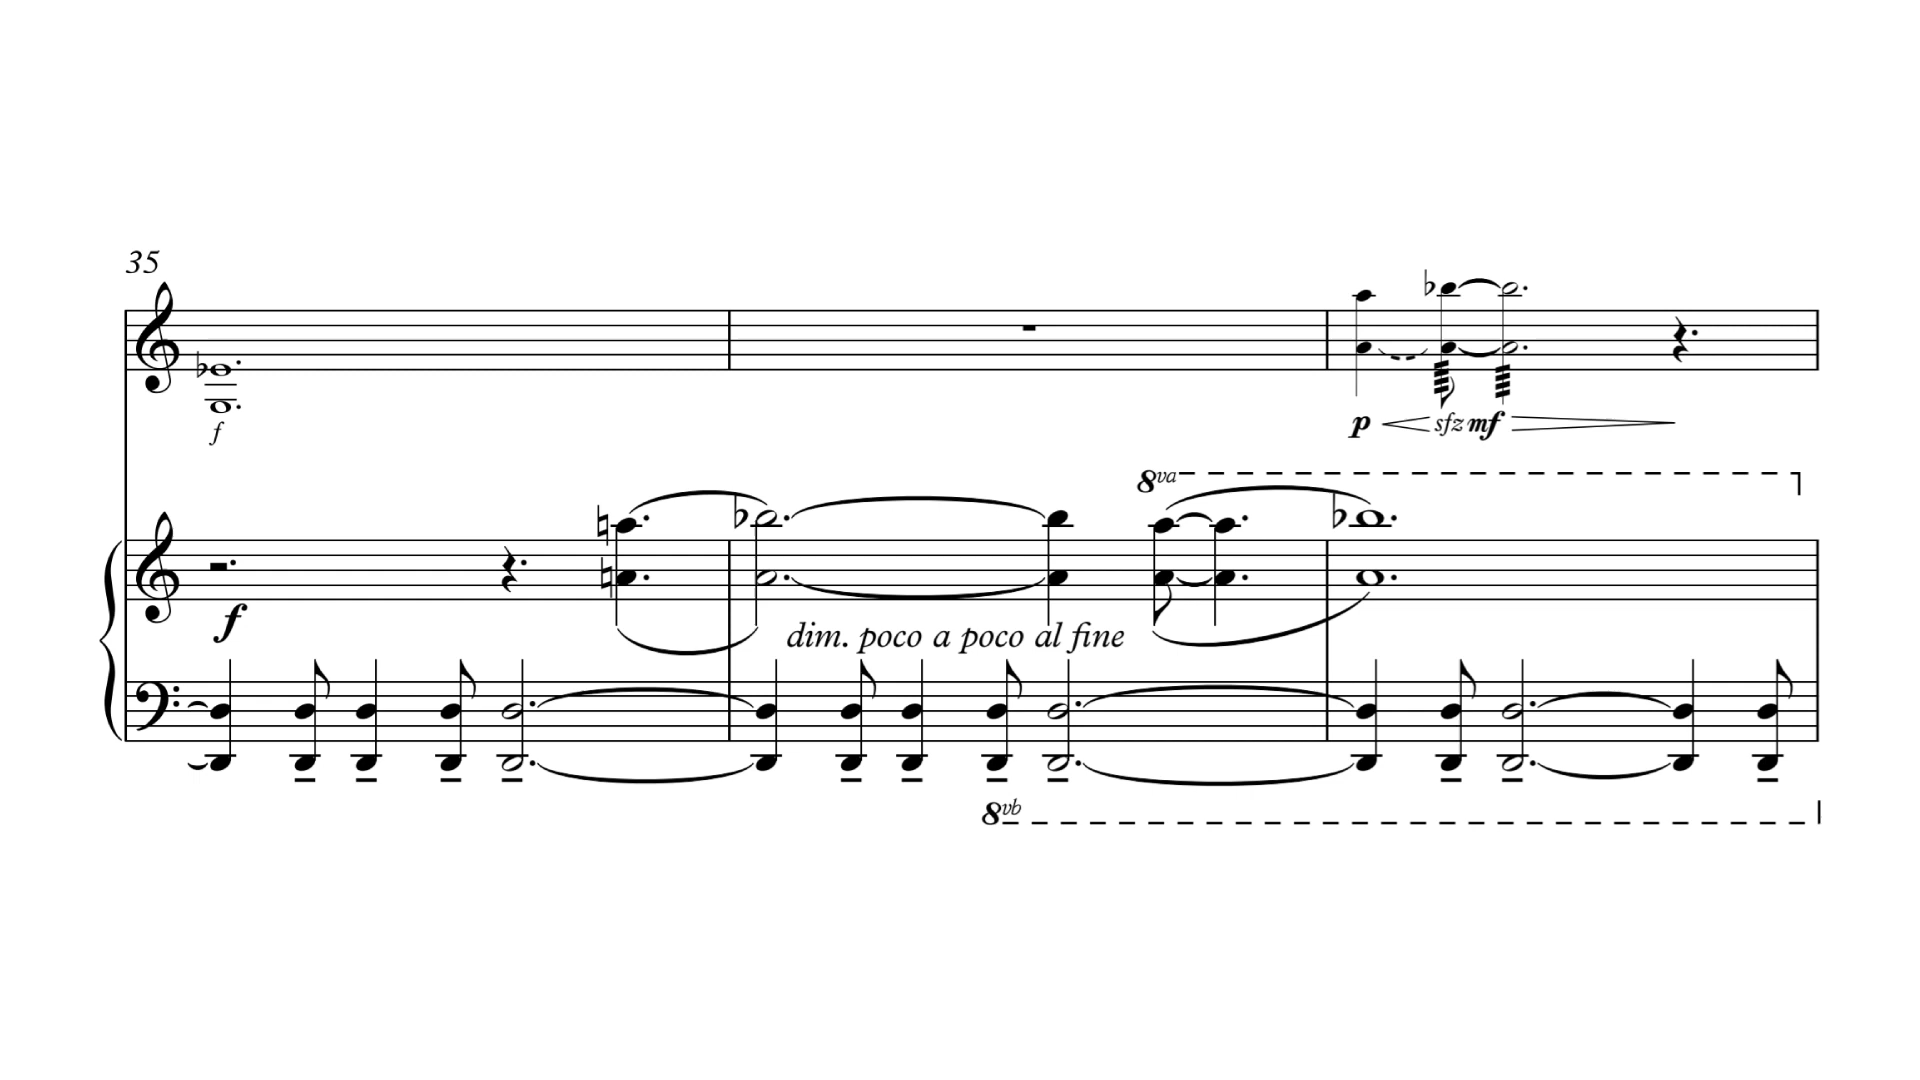 35
f
p sfz mf
8va
f
dim. poco a poco al fine
8vb